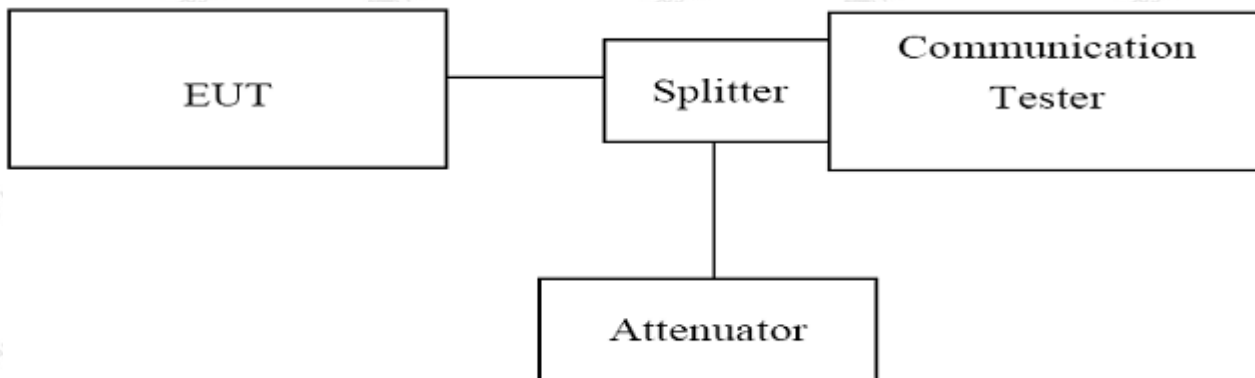 EUT
Splitter
Communication
Tester
Attenuator